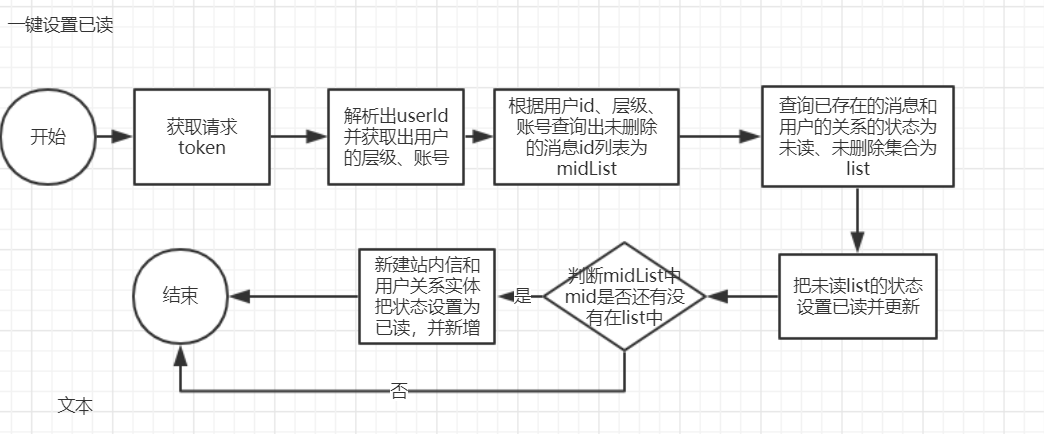 一键设置已读
开始
获取请求
token
解析出userId
并获取出用户
的层级、账号
根据用户id、层级、
账号查询出未删除
的消息id列表为
midList
查询已存在的消息和
用户的关系的状态为
未读、未删除集合为
list
把未读list的状态
设置已读并更新
判断midList中
mid是否还有没
有在list中
是
新建站内信和
用户关系实体
把状态设置为
已读，并新增
结束
否
文本